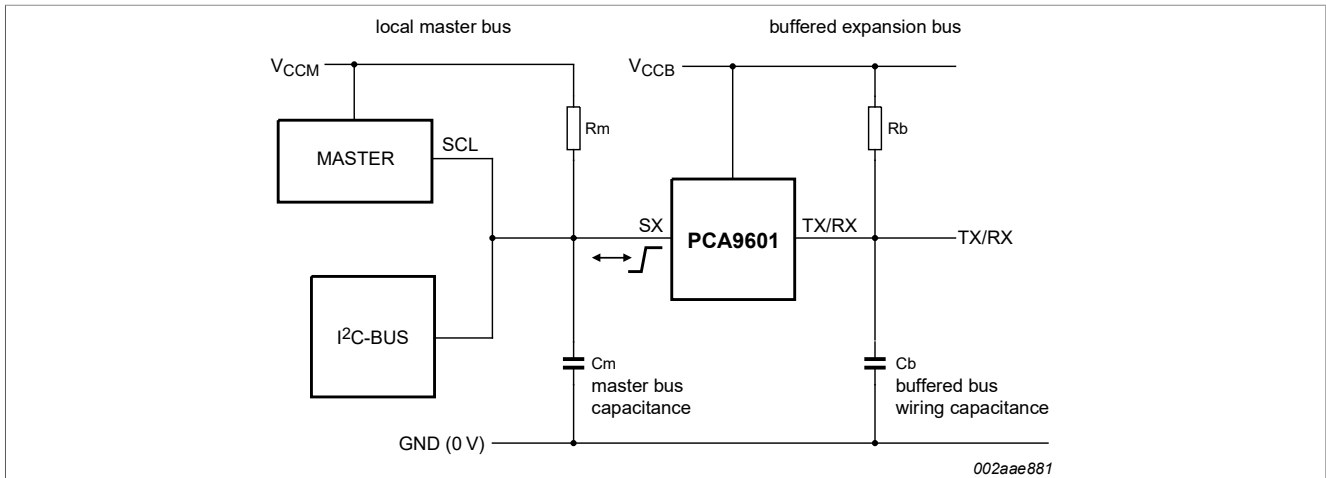 local master bus
buffered expansion bus
VCCM
VCCB
Rm
Rb
MASTER
SCL
SX
PCA9601
TX/RX
TX/RX
I2C-BUS
Cm
master bus
capacitance
Cb
buffered bus
wiring capacitance
GND (0 V)
002aae881